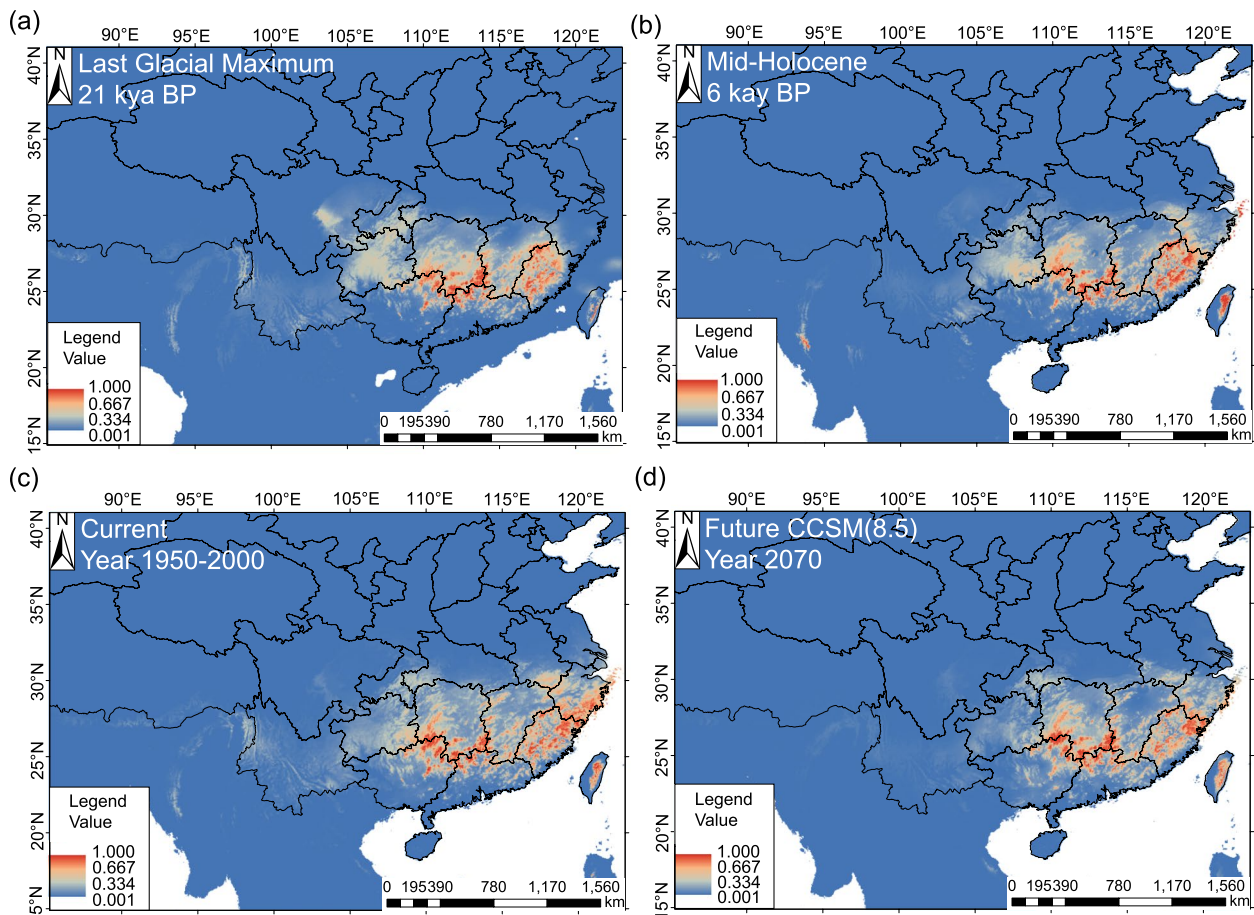 (a)
90°E 95°E 100°E 105°E 110°E 115°E 120°E
N
Last Glacial Maximum
21 kya BP
40°N
35°N
30°N
25°N
20°N
15°N
Legend
Value
1.000
0.667
0.334
0.001
0 195390 780 1,170 1,560
km
(b)
90°E 95°E 100°E 105°E 110°E 115°E 120°E
N
Mid-Holocene
6 kay BP
40°N
35°N
30°N
25°N
20°N
15°N
Legend
Value
1.000
0.667
0.334
0.001
0 195390 780 1,170 1,560
km
(c)
90°E 95°E 100°E 105°E 110°E 115°E 120°E
N
Current
Year 1950-2000
40°N
35°N
30°N
25°N
20°N
5°N
Legend
Value
1.000
0.667
0.334
0.001
0 195390 780 1,170 1,560
km
(d)
90°E 95°E 100°E 105°E 110°E 115°E 120°E
N
Future CCSM(8.5)
Year 2070
40°N
35°N
30°N
25°N
20°N
5°N
Legend
Value
1.000
0.667
0.334
0.001
0 195390 780 1,170 1,560
km